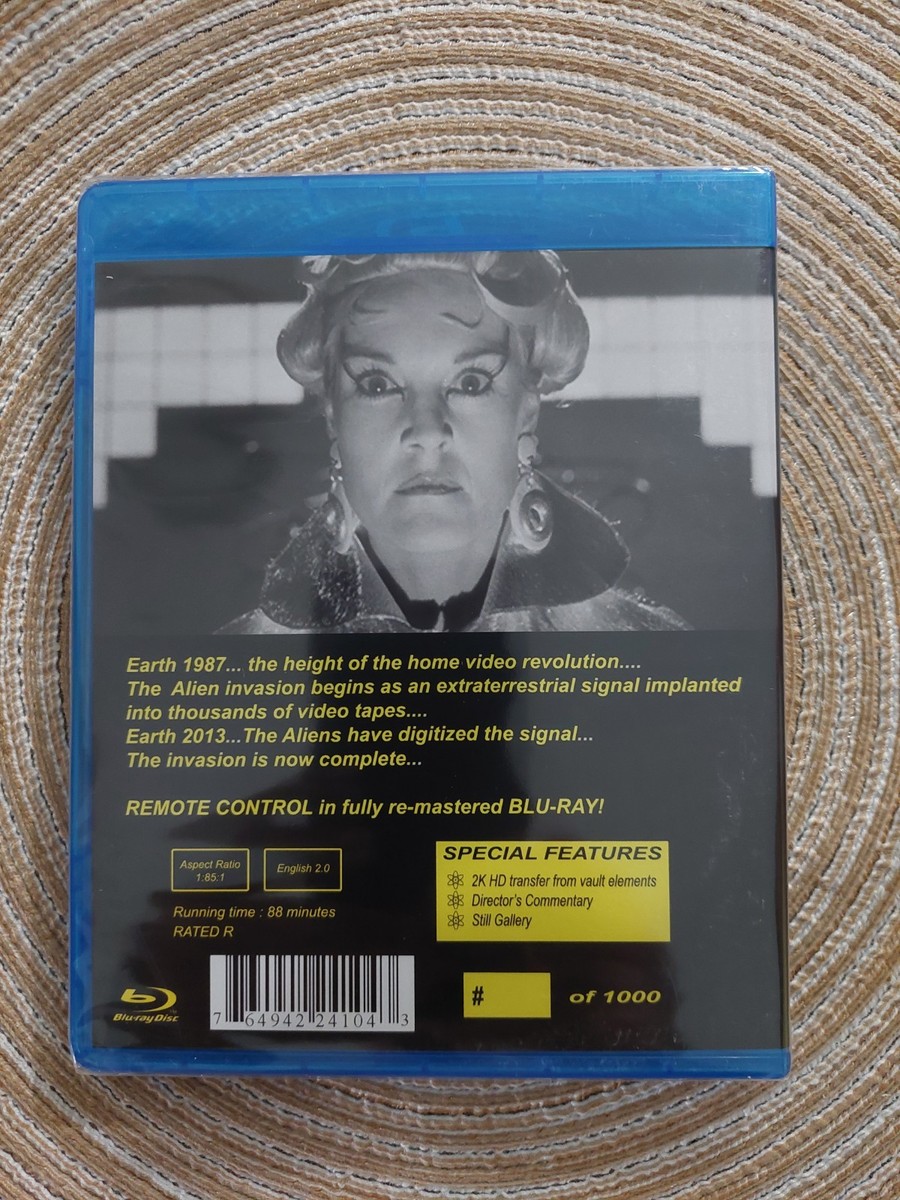 Earth 1987... the height of the home video revolution....
The Alien invasion begins as an extraterrestrial signal implanted
into thousands of video tapes....
Earth 2013...The Aliens have digitized the signal...
The invasion is now complete...
REMOTE CONTROL in fully re-mastered BLU-RAY!
Aspect Ratio
1:85:1
English 2.0
Running time : 88 minutes
RATED R
SPECIAL FEATURES
2K HD transfer from vault elements
Director's Commentary
Still Gallery
Blu-ray Disc
7 64942 24104 3
# of 1000